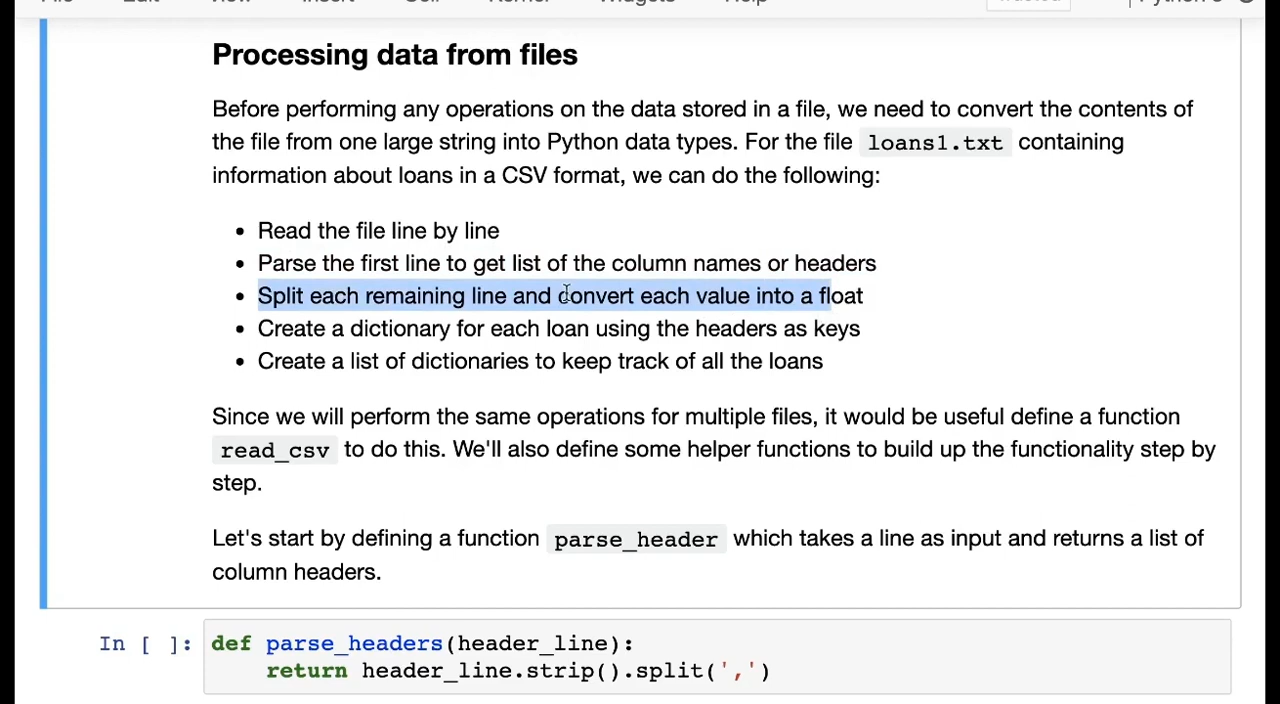 Processing data from files
Before performing any operations on the data stored in a file, we need to convert the contents of
the file from one large string into Python data types. For the file loans1.txt containing
information about loans in a CSV format, we can do the following:
• Read the file line by line
• Parse the first line to get list of the column names or headers
• Split each remaining line and convert each value into a float
• Create a dictionary for each loan using the headers as keys
• Create a list of dictionaries to keep track of all the loans
Since we will perform the same operations for multiple files, it would be useful define a function
read_csv to do this. We'll also define some helper functions to build up the functionality step by
step.
Let's start by defining a function parse_header which takes a line as input and returns a list of
column headers.
In [ ]: def parse_headers(header_line):
return header_line.strip().split(',')